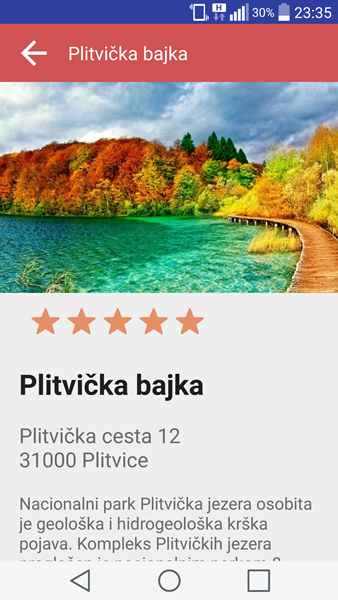 H 30% 23:35
Plitvička bajka
Plitvička bajka
Plitvička cesta 12
31000 Plitvice
Nacionalni park Plitvička jezera osobita
je geološka i hidrogeološka krška
pojava. Kompleks Plitvičkih jezera